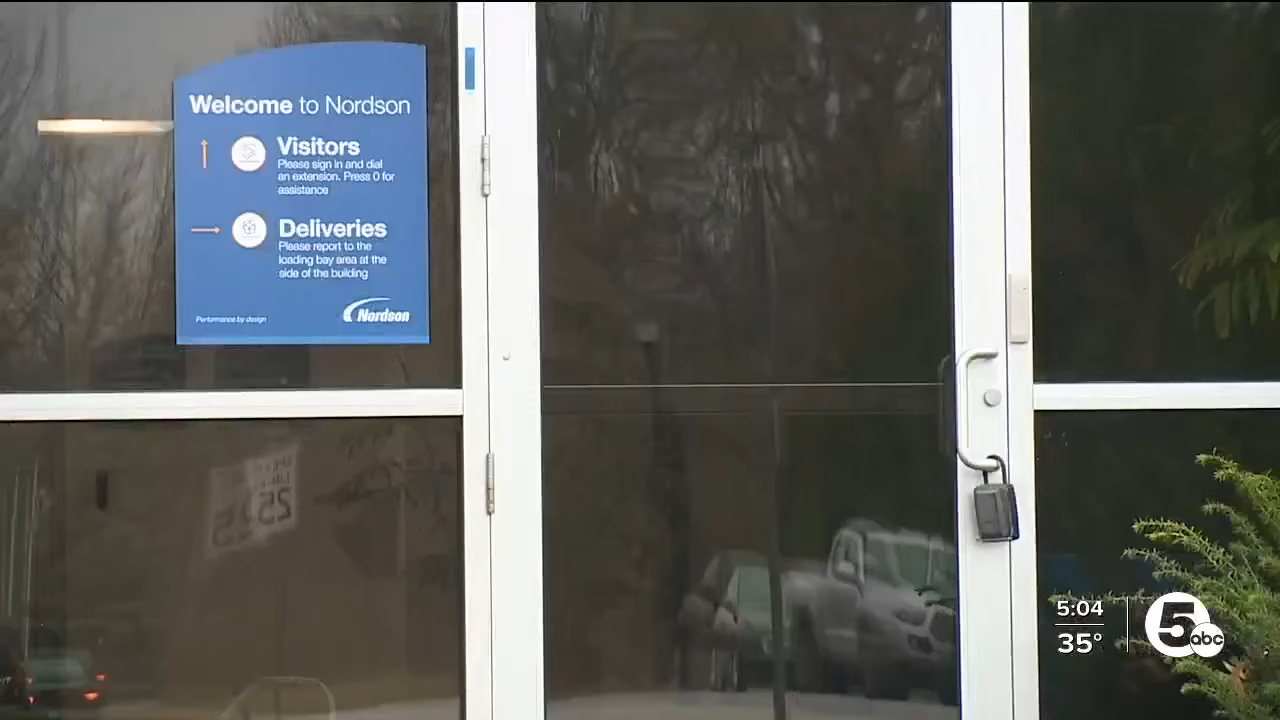 Welcome to Nordson
Visitors
Please sign in and dial
an extension. Press 0 for
assistance
Deliveries
Please report to the
loading bay area at the
side of the building
Performance by design
Nordson
25
5:04
35°
5 abc